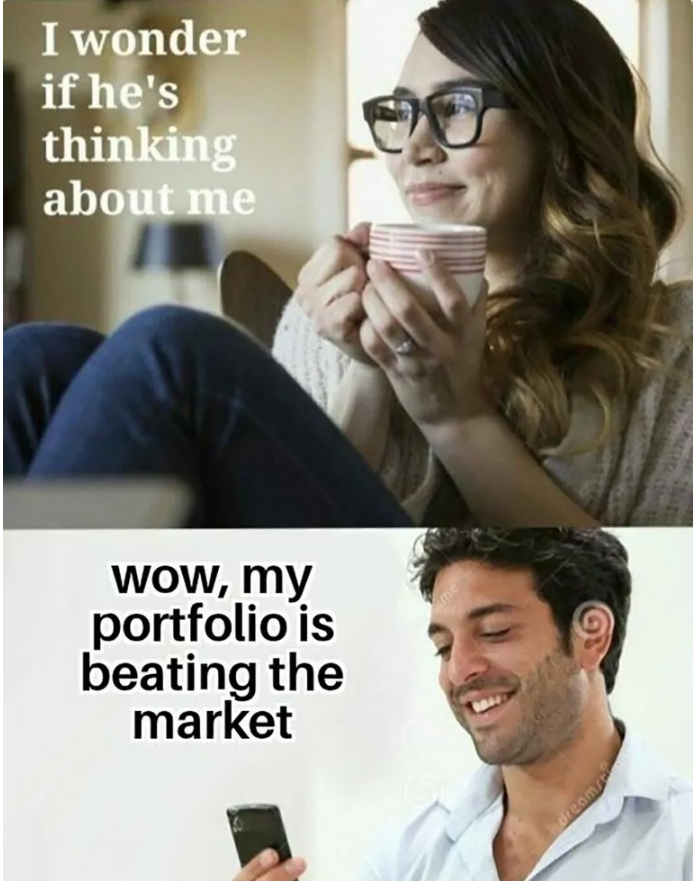 I wonder
if he's
thinking
about me
wow, my
portfolio is
beating the
market